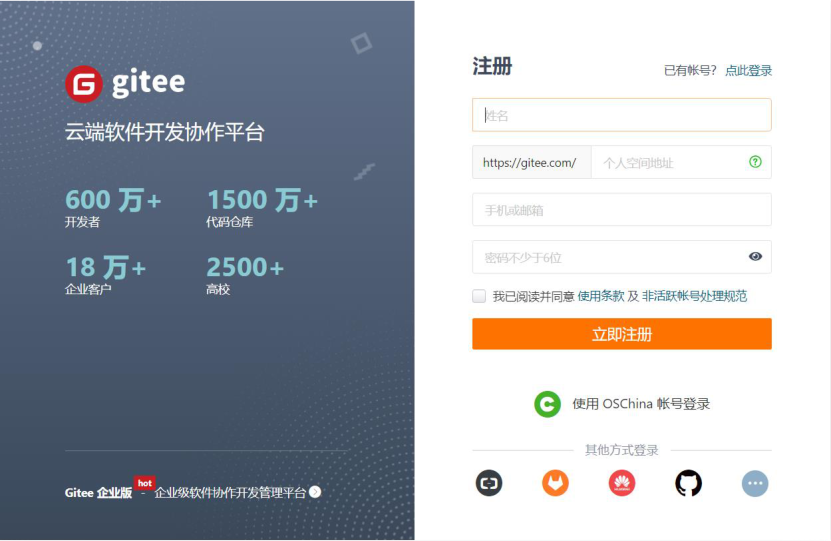 gitee
云端软件开发协作平台
600 万+ 1500 万+
开发者 代码仓库
18 万+ 2500+
企业客户 高校
Gitee 企业版 hot - 企业级软件协作开发管理平台
注册
已有帐号? 点此登录
姓名
https://gitee.com/ 个人空间地址
手机或邮箱
密码不少于6位
我已阅读并同意 使用条款 及 非活跃帐号处理规范
立即注册
使用 OSChina 帐号登录
其他方式登录